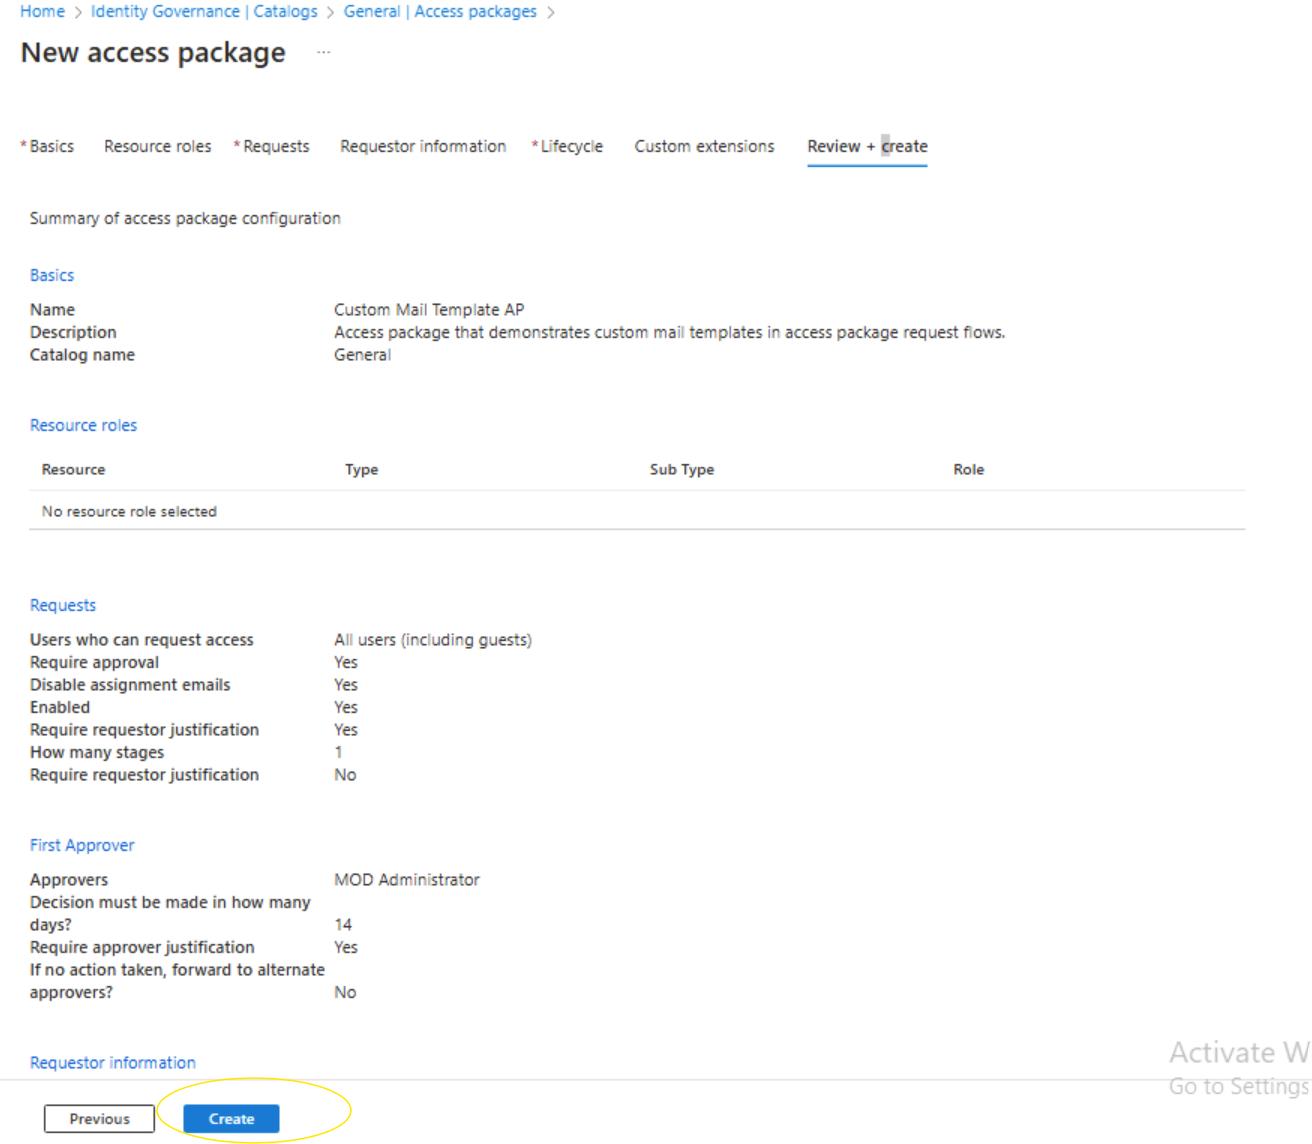 Home > Identity Governance | Catalogs > General | Access packages >
New access package ...
* Basics Resource roles * Requests Requestor information * Lifecycle Custom extensions Review + create
Summary of access package configuration
Basics
Name Custom Mail Template AP
Description Access package that demonstrates custom mail templates in access package request flows.
Catalog name General
Resource roles
Resource Type Sub Type Role
No resource role selected
Requests
Users who can request access All users (including guests)
Require approval Yes
Disable assignment emails Yes
Enabled Yes
Require requestor justification Yes
How many stages 1
Require requestor justification No
First Approver
Approvers MOD Administrator
Decision must be made in how many
days? 14
Require approver justification Yes
If no action taken, forward to alternate
approvers? No
Requestor information
Activate W
Go to Settings
Previous Create